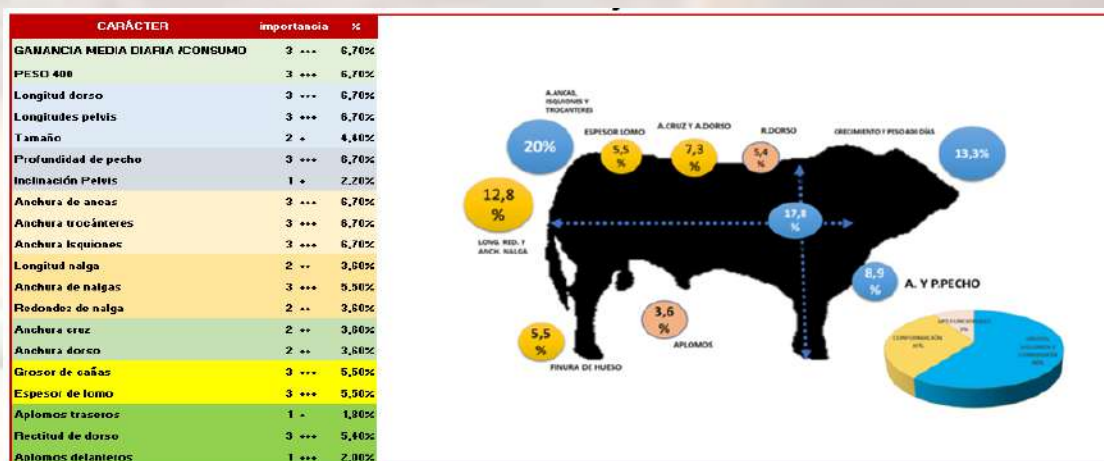 CARÁCTER importancia %
GANANCIA MEDIA DIARIA /CONSUMO 3 *** 6,70%
PESO 400 3 *** 6,70%
Longitud dorso 3 *** 6,70%
Longitudes pelvis 3 *** 6,70%
Tamaño 2 * 4,40%
Profundidad de pecho 3 *** 6,70%
Inclinación Pelvis 1 * 2,20%
Anchura de ancas 3 *** 6,70%
Anchura trocánteres 3 *** 6,70%
Anchura Isquiones 3 *** 6,70%
Longitud nalga 2 ** 3,60%
Anchura de nalgas 3 *** 5,50%
Redondez de nalga 2 ** 3,60%
Anchura cruz 2 ** 3,60%
Anchura dorso 2 ** 3,60%
Grosor de cañas 3 *** 5,50%
Espesor de lomo 3 *** 5,50%
Aplomos traseros 1 * 1,80%
Rectitud de dorso 3 *** 5,40%
Aplomos delanteros 1 *** 2,00%
A.ANCAS,
ISQUIONES Y
TROCANTERES
20%
ESPESOR LOMO
5,5
%
A.CRUZ Y A.DORSO
7,3
%
R.DORSO
5,4
%
CRECIMIENTO Y PESO 400 DÍAS
13,3%
12,8
%
LONG. RED. Y
ANCH. NALGA
17,8
%
8,9
%
A. Y P.PECHO
3,6
%
APLOMOS
5,5
%
FINURA DE HUESO
CONFORMACIÓN